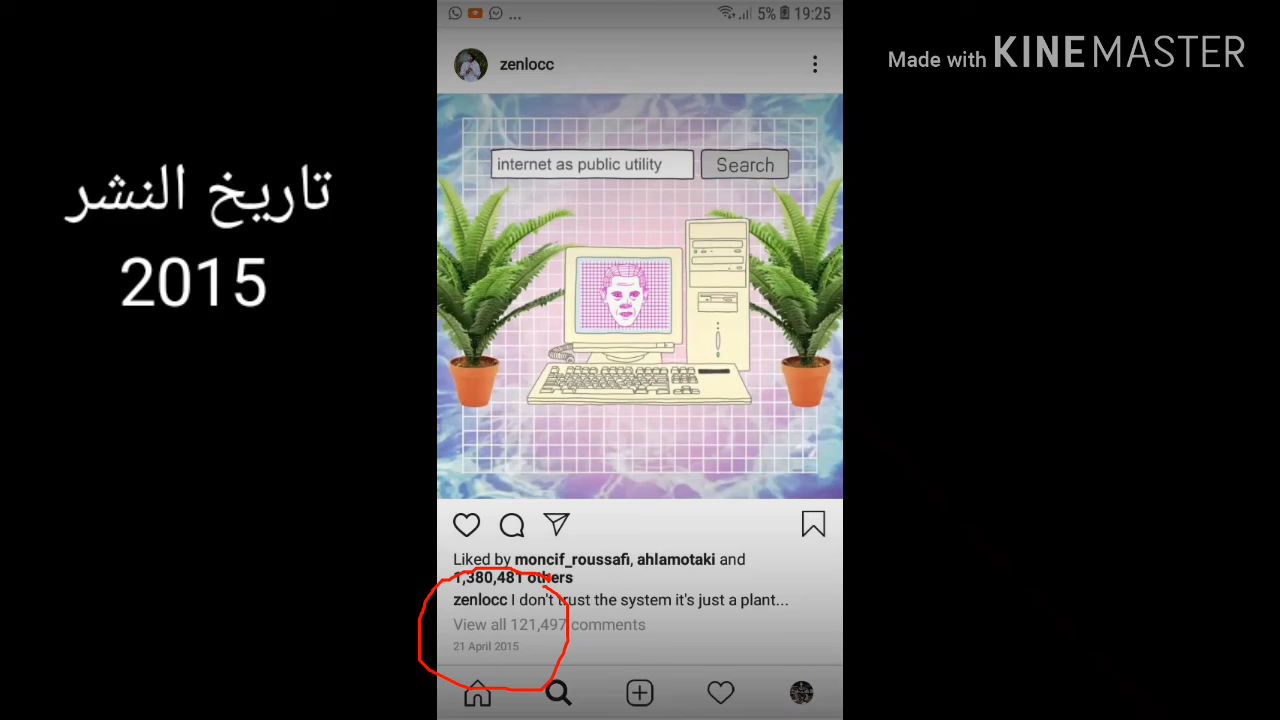 ... 5% 19:25
Made with KINEMASTER
zenlocc
تاريخ النشر
2015
internet as public utility Search
Liked by moncif_roussafi, ahlamotaki and
1,380,481 others
zenlocc I don't trust the system it's just a plant...
View all 121,497 comments
21 April 2015